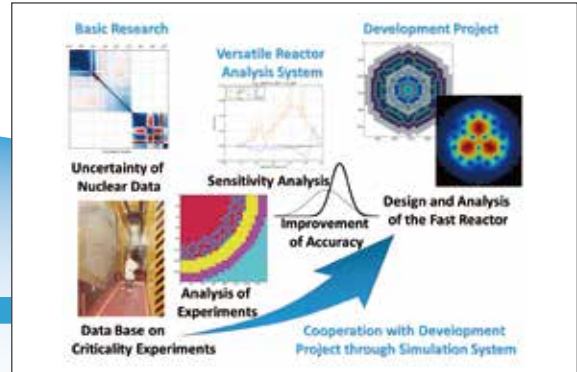 Basic Research
Development Project
Versatile Reactor
Analysis System
Uncertainty of
Nuclear Data
Sensitivity Analysis
Improvement
of Accuracy
Design and Analysis
of the Fast Reactor
Analysis of
Experiments
Data Base on
Criticality Experiments
Cooperation with Development
Project through Simulation System